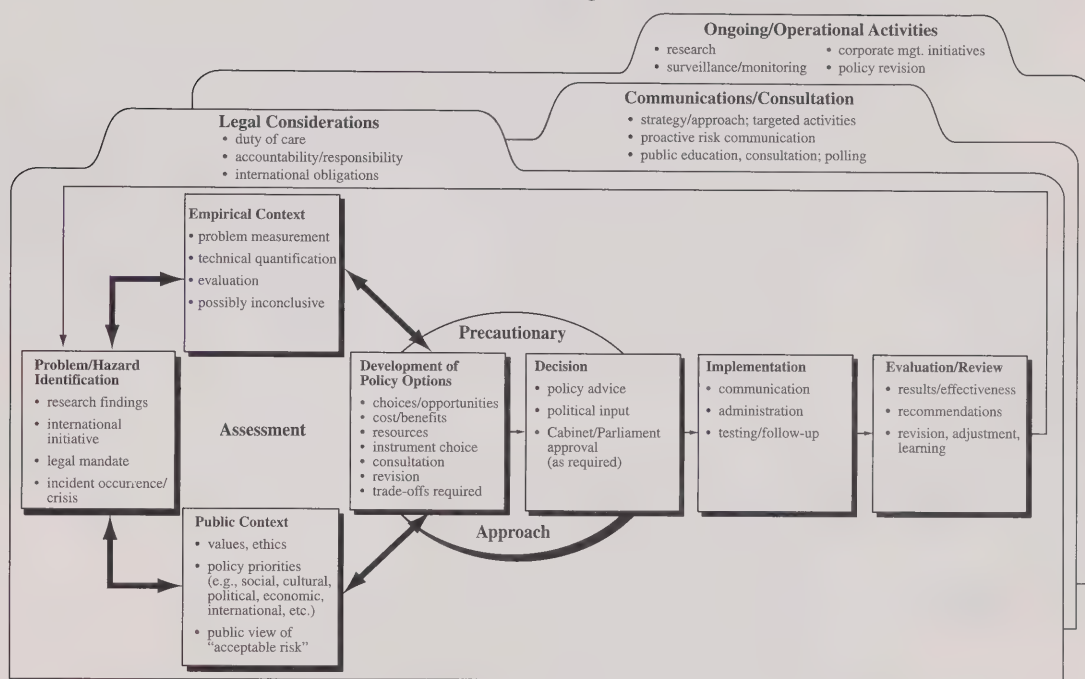 Ongoing/Operational Activities
• research
• surveillance/monitoring
• corporate mgt. initiatives
• policy revision
Communications/Consultation
• strategy/approach; targeted activities
• proactive risk communication
• public education, consultation; polling
Legal Considerations
• duty of care
• accountability/responsibility
• international obligations
Empirical Context
• problem measurement
• technical quantification
• evaluation
• possibly inconclusive
Problem/Hazard
Identification
• research findings
• international
initiative
• legal mandate
• incident occurrence/
crisis
Assessment
Public Context
• values, ethics
• policy priorities
(e.g., social, cultural,
political, economic,
international, etc.)
• public view of
“acceptable risk”
Precautionary
Development of
Policy Options
• choices/opportunities
• cost/benefits
• resources
• instrument choice
• consultation
• revision
• trade-offs required
Decision
• policy advice
• political input
• Cabinet/Parliament
approval
(as required)
Approach
Implementation
• communication
• administration
• testing/follow-up
Evaluation/Review
• results/effectiveness
• recommendations
• revision, adjustment,
learning